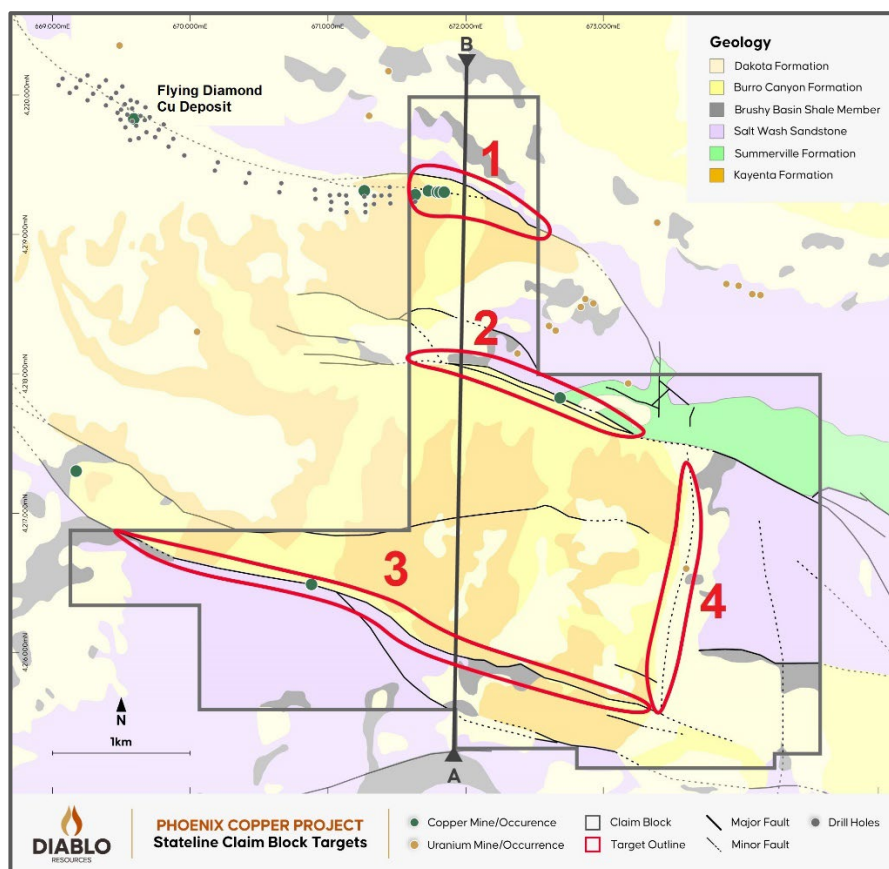 669.000mE
670.000mE
671.000mE
672.000mE
673.000mE
B
Geology
Dakota Formation
Burro Canyon Formation
Brushy Basin Shale Member
Salt Wash Sandstone
Summerville Formation
Kayenta Formation
Flying Diamond
Cu Deposit
4,220.000mN
1
4,219.000mN
2
4,218.000mN
4,217.000mN
3
4
4,216.000mN
N
1km
A
DIABLO
RESOURCES
PHOENIX COPPER PROJECT
Stateline Claim Block Targets
Copper Mine/Occurence
Uranium Mine/Occurrence
Claim Block
Target Outline
Major Fault
Minor Fault
Drill Holes